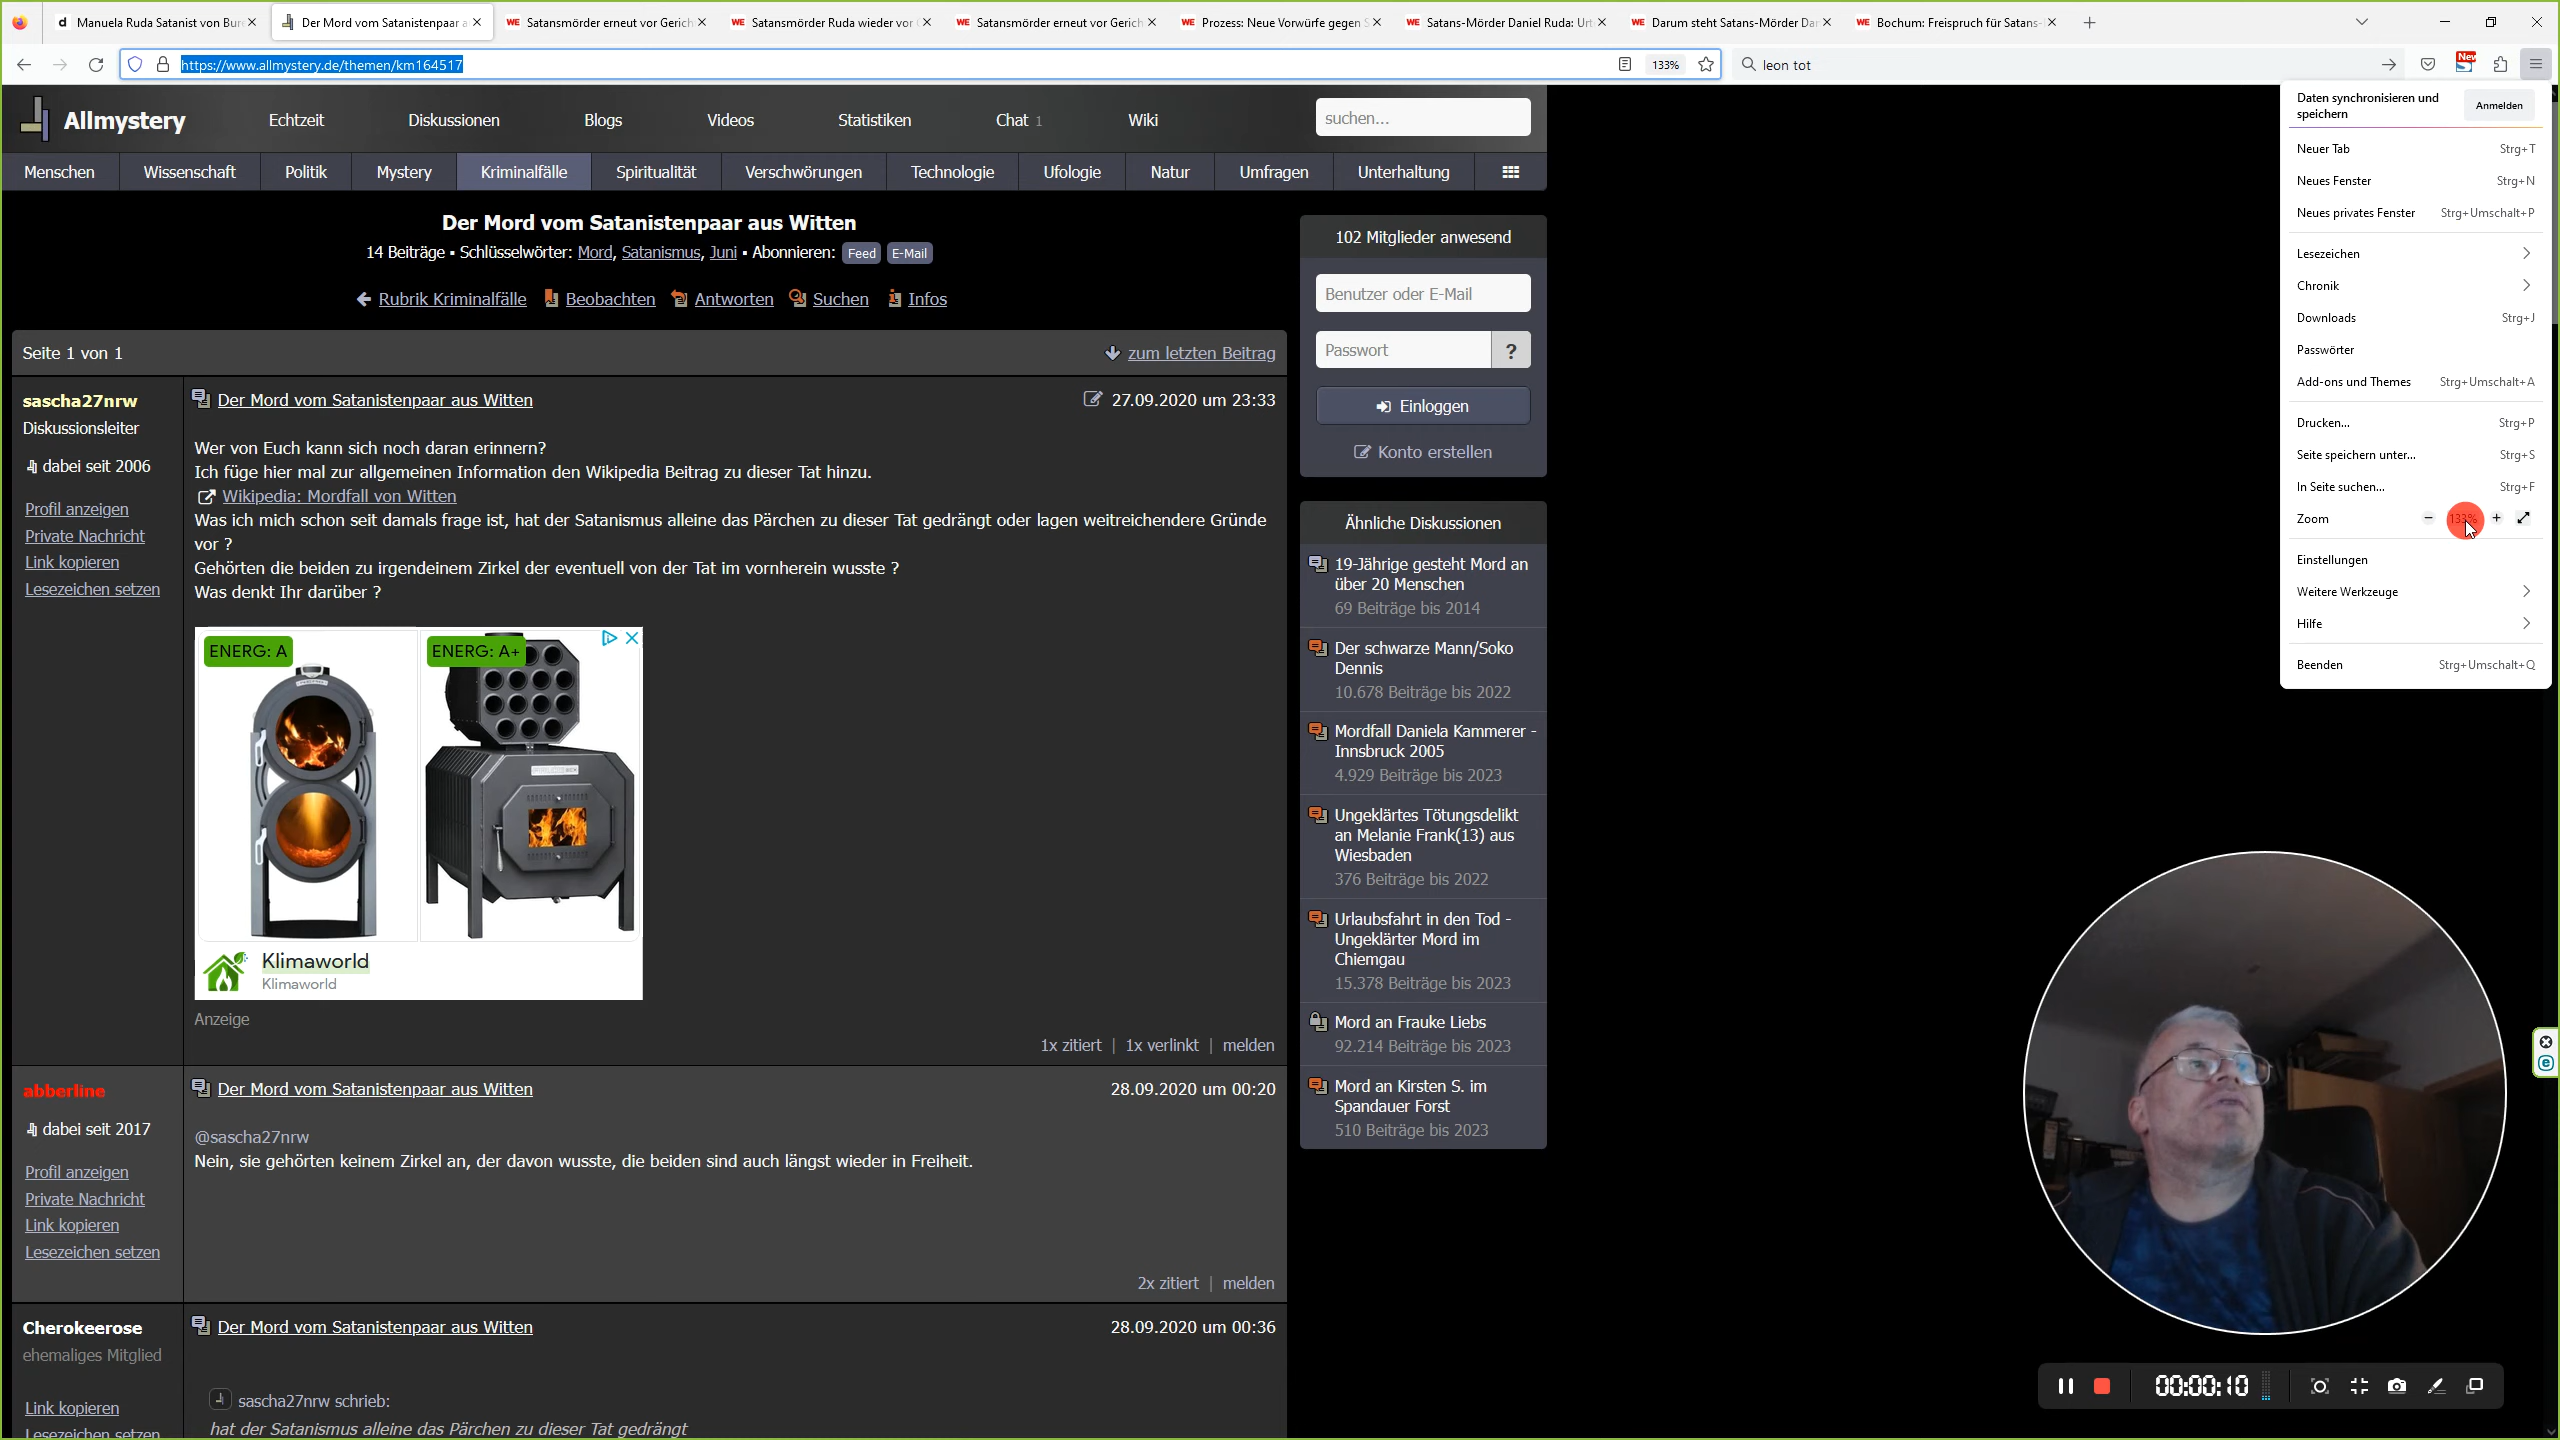 Manuela Ruda Satanist von Bur
Der Mord vom Satanistenpaar a
WE Satansmörder erneut vor Gerich
WE Satansmörder Ruda wieder vor
WE Satansmörder erneut vor Gerich
WE Prozess: Neue Vorwürfe gegen S
WE Satans-Mörder Daniel Ruda: Urt
WE Darum steht Satans-Mörder Da
WE Bochum: Freispruch für Satans-
https://www.allmystery.de/themen/km164517
133%
leon tot
New
Allmystery
Echtzeit
Diskussionen
Blogs
Videos
Statistiken
Chat 1
Wiki
suchen...
Menschen
Wissenschaft
Politik
Mystery
Kriminalfälle
Spiritualität
Verschwörungen
Technologie
Ufologie
Natur
Umfragen
Unterhaltung
Der Mord vom Satanistenpaar aus Witten
14 Beiträge ▪ Schlüsselwörter: Mord, Satanismus, Juni ▪ Abonnieren: Feed E-Mail
Rubrik Kriminalfälle Beobachten Antworten Suchen Infos
Seite 1 von 1
zum letzten Beitrag
sascha27nrw
Diskussionsleiter
dabei seit 2006
Profil anzeigen
Private Nachricht
Link kopieren
Lesezeichen setzen
Der Mord vom Satanistenpaar aus Witten
27.09.2020 um 23:33
Wer von Euch kann sich noch daran erinnern?
Ich füge hier mal zur allgemeinen Information den Wikipedia Beitrag zu dieser Tat hinzu.
Wikipedia: Mordfall von Witten
Was ich mich schon seit damals frage ist, hat der Satanismus alleine das Pärchen zu dieser Tat gedrängt oder lagen weitreichendere Gründe
vor ?
Gehörten die beiden zu irgendeinem Zirkel der eventuell von der Tat im vornherein wusste ?
Was denkt Ihr darüber ?
ENERG: A
ENERG: A+
Klimaworld
Klimaworld
Anzeige
1x zitiert | 1x verlinkt | melden
abberline
dabei seit 2017
Profil anzeigen
Private Nachricht
Link kopieren
Lesezeichen setzen
Der Mord vom Satanistenpaar aus Witten
28.09.2020 um 00:20
@sascha27nrw
Nein, sie gehörten keinem Zirkel an, der davon wusste, die beiden sind auch längst wieder in Freiheit.
2x zitiert | melden
Cherokeerose
ehemaliges Mitglied
Link kopieren
Lesezeichen setzen
Der Mord vom Satanistenpaar aus Witten
28.09.2020 um 00:36
sascha27nrw schrieb:
hat der Satanismus alleine das Pärchen zu dieser Tat gedrängt
102 Mitglieder anwesend
Benutzer oder E-Mail
Passwort
?
Einloggen
Konto erstellen
Ähnliche Diskussionen
19-Jährige gesteht Mord an
über 20 Menschen
69 Beiträge bis 2014
Der schwarze Mann/Soko
Dennis
10.678 Beiträge bis 2022
Mordfall Daniela Kammerer -
Innsbruck 2005
4.929 Beiträge bis 2023
Ungeklärtes Tötungsdelikt
an Melanie Frank(13) aus
Wiesbaden
376 Beiträge bis 2022
Urlaubsfahrt in den Tod -
Ungeklärter Mord im
Chiemgau
15.378 Beiträge bis 2023
Mord an Frauke Liebs
92.214 Beiträge bis 2023
Mord an Kirsten S. im
Spandauer Forst
510 Beiträge bis 2023
Daten synchronisieren und
speichern
Anmelden
Neuer Tab Strg+T
Neues Fenster Strg+N
Neues privates Fenster Strg+Umschalt+P
Lesezeichen
Chronik
Downloads Strg+J
Passwörter
Add-ons und Themes Strg+Umschalt+A
Drucken... Strg+P
Seite speichern unter... Strg+S
In Seite suchen... Strg+F
Zoom − 133% +
Einstellungen
Weitere Werkzeuge
Hilfe
Beenden Strg+Umschalt+Q
00:00:10